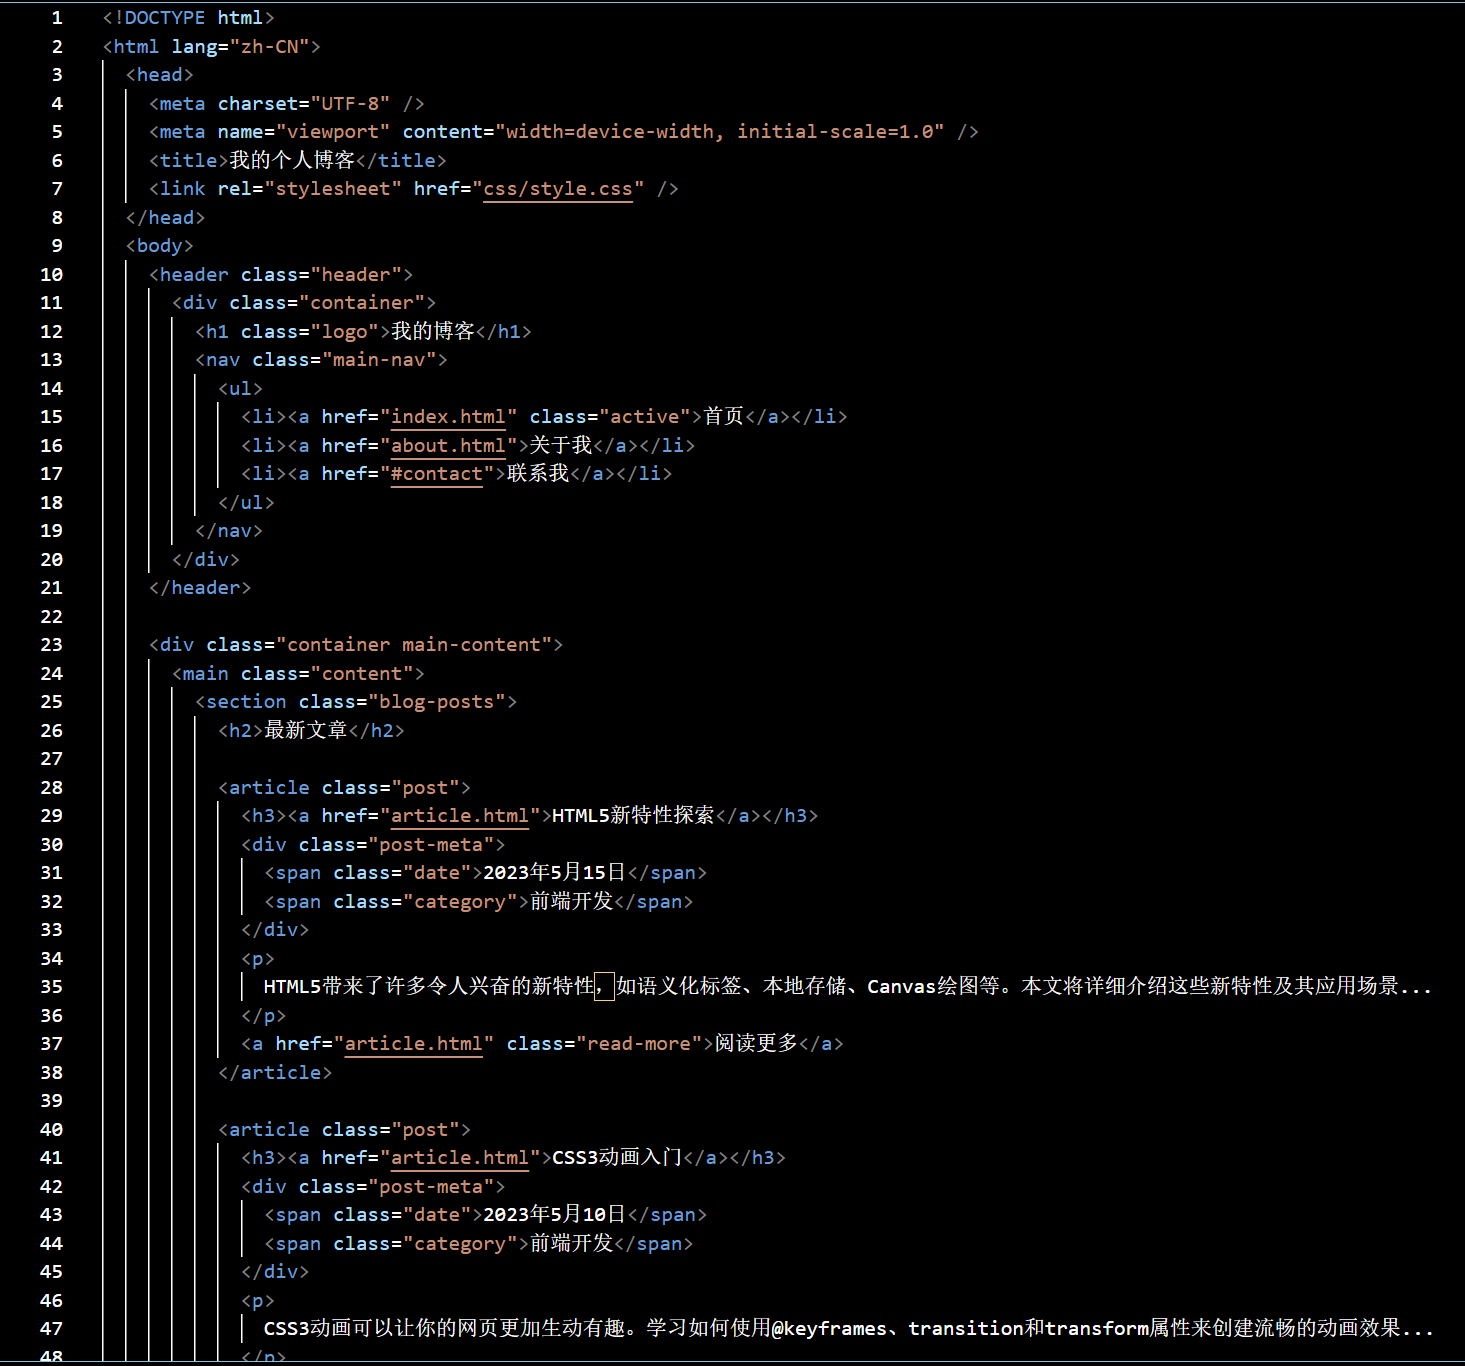 1 <!DOCTYPE html>
2 <html lang="zh-CN">
3 <head>
4 <meta charset="UTF-8" />
5 <meta name="viewport" content="width=device-width, initial-scale=1.0" />
6 <title>我的个人博客</title>
7 <link rel="stylesheet" href="css/style.css" />
8 </head>
9 <body>
10 <header class="header">
11 <div class="container">
12 <h1 class="logo">我的博客</h1>
13 <nav class="main-nav">
14 <ul>
15 <li><a href="index.html" class="active">首页</a></li>
16 <li><a href="about.html">关于我</a></li>
17 <li><a href="#contact">联系我</a></li>
18 </ul>
19 </nav>
20 </div>
21 </header>
22
23 <div class="container main-content">
24 <main class="content">
25 <section class="blog-posts">
26 <h2>最新文章</h2>
27
28 <article class="post">
29 <h3><a href="article.html">HTML5新特性探索</a></h3>
30 <div class="post-meta">
31 <span class="date">2023年5月15日</span>
32 <span class="category">前端开发</span>
33 </div>
34 <p>
35 HTML5带来了许多令人兴奋的新特性，如语义化标签、本地存储、Canvas绘图等。本文将详细介绍这些新特性及其应用场景...
36 </p>
37 <a href="article.html" class="read-more">阅读更多</a>
38 </article>
39
40 <article class="post">
41 <h3><a href="article.html">CSS3动画入门</a></h3>
42 <div class="post-meta">
43 <span class="date">2023年5月10日</span>
44 <span class="category">前端开发</span>
45 </div>
46 <p>
47 CSS3动画可以让你的网页更加生动有趣。学习如何使用@keyframes、transition和transform属性来创建流畅的动画效果...
48 </p>